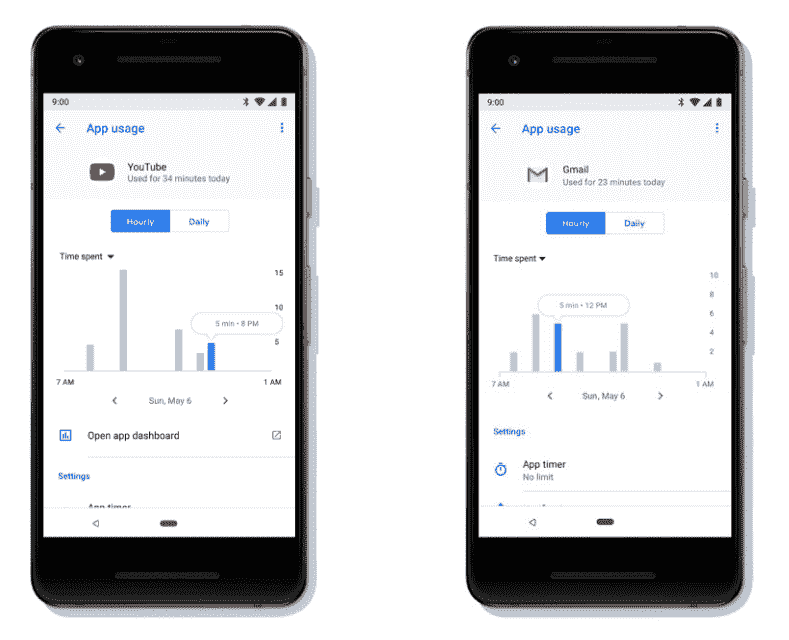 9:00
App usage
YouTube
Used for 34 minutes today
Hourly
Daily
Time spent
15
10
5 min • 8 PM
5
7 AM
1 AM
Sun, May 6
Open app dashboard
Settings
App timer
9:00
App usage
Gmail
Used for 23 minutes today
Hourly
Daily
Time spent
10
8
5 min • 12 PM
6
4
2
7 AM
1 AM
Sun, May 6
Settings
App timer
No limit